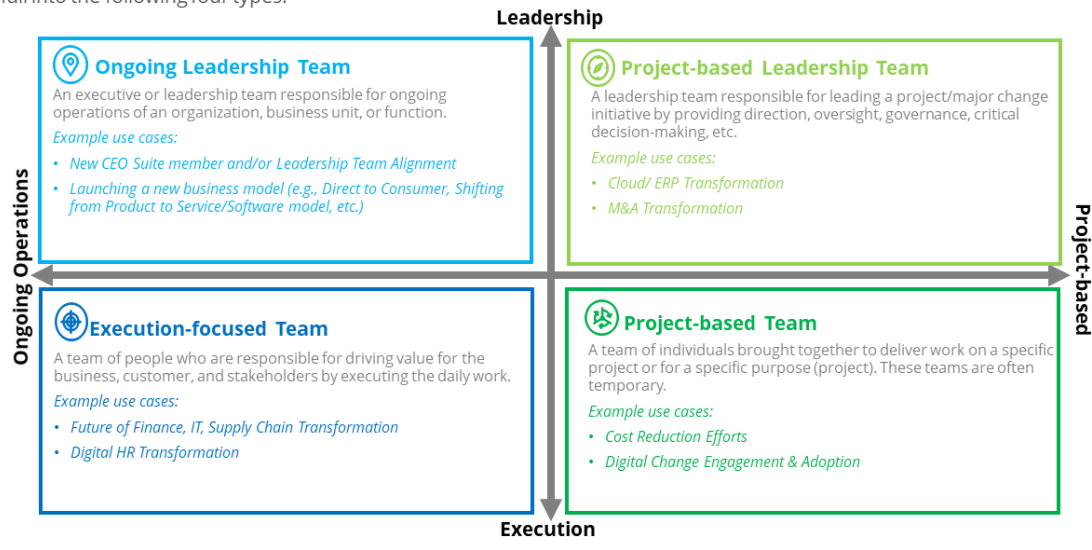 fall into the following four types:
Leadership
Ongoing Leadership Team
An executive or leadership team responsible for ongoing
operations of an organization, business unit, or function.
Example use cases:
• New CEO Suite member and/or Leadership Team Alignment
• Launching a new business model (e.g., Direct to Consumer, Shifting
from Product to Service/Software model, etc.)
Project-based Leadership Team
A leadership team responsible for leading a project/major change
initiative by providing direction, oversight, governance, critical
decision-making, etc.
Example use cases:
• Cloud/ ERP Transformation
• M&A Transformation
Ongoing Operations
Project-based
Execution-focused Team
A team of people who are responsible for driving value for the
business, customer, and stakeholders by executing the daily work.
Example use cases:
• Future of Finance, IT, Supply Chain Transformation
• Digital HR Transformation
Project-based Team
A team of individuals brought together to deliver work on a specific
project or for a specific purpose (project). These teams are often
temporary.
Example use cases:
• Cost Reduction Efforts
• Digital Change Engagement & Adoption
Execution